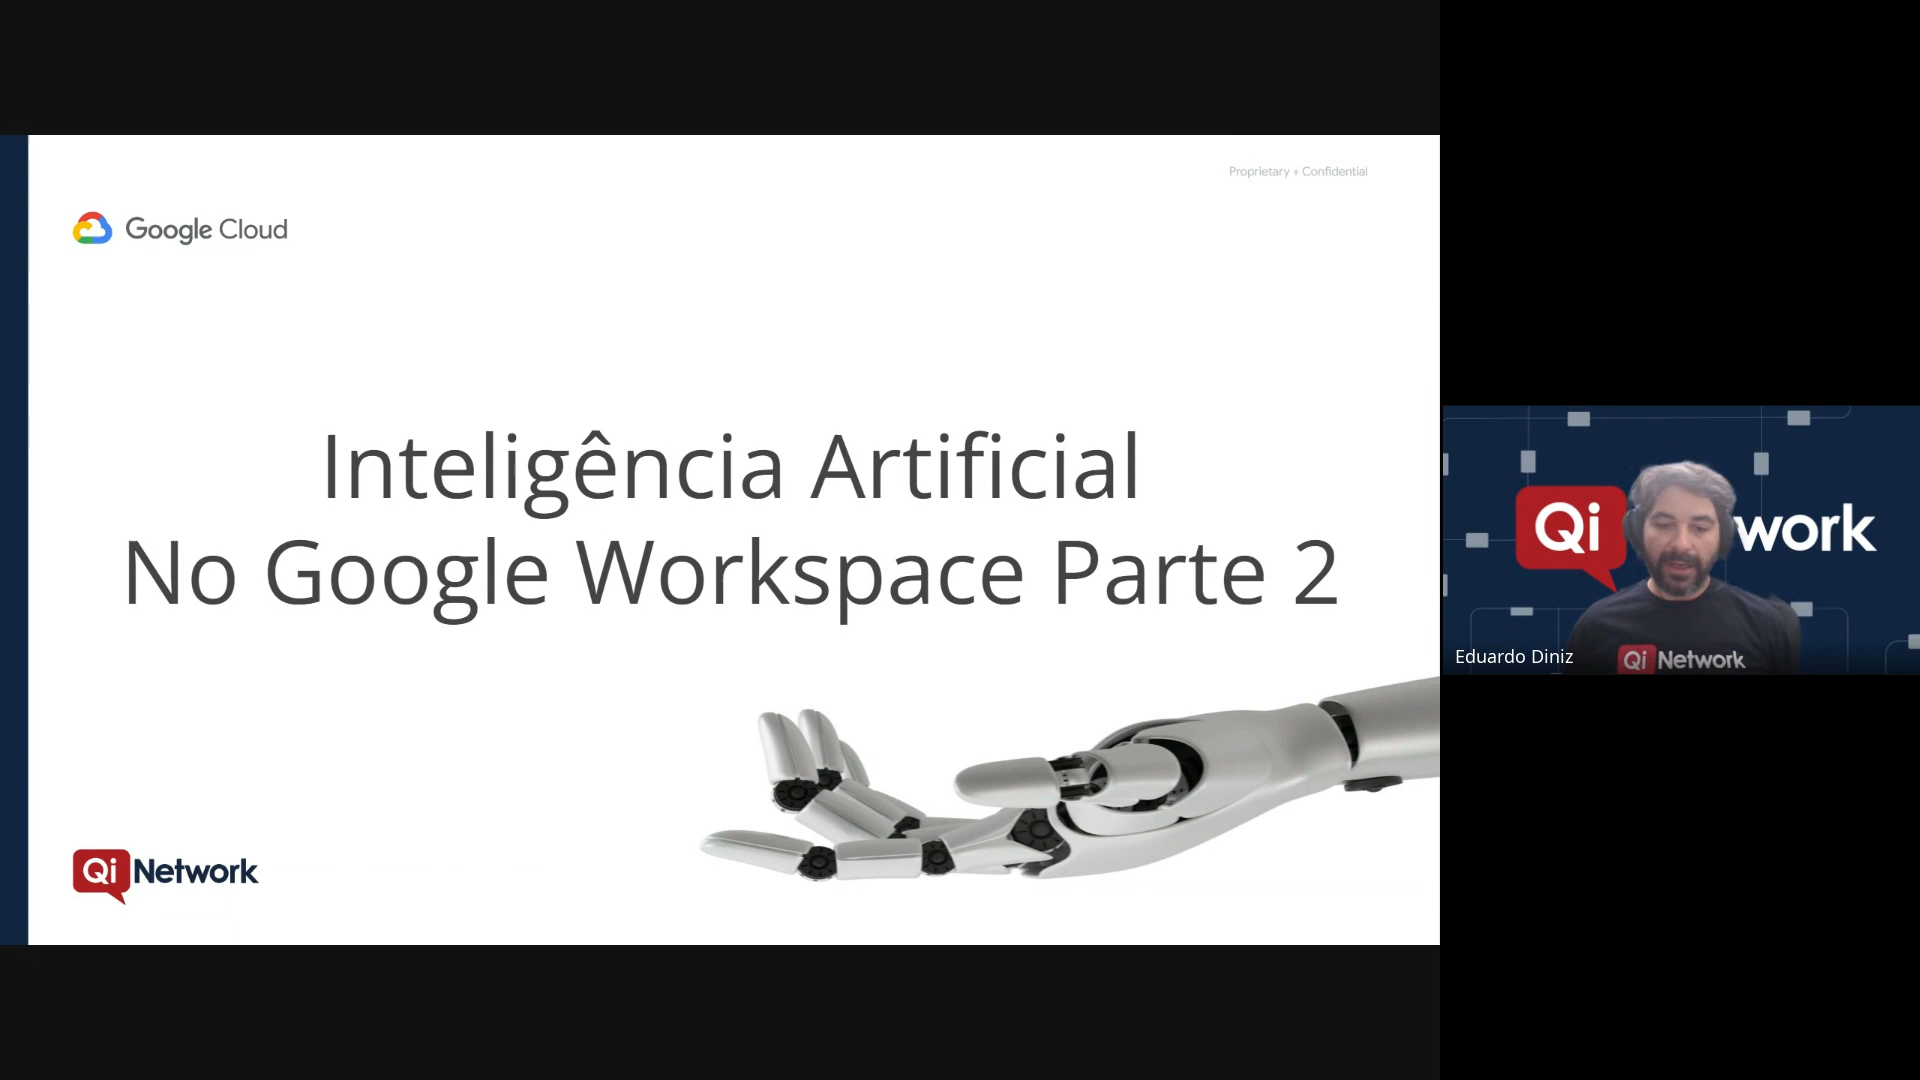 Proprietary + Confidential
Google Cloud
Inteligência Artificial
No Google Workspace Parte 2
Qi Network
Qi work
Qi Network
Eduardo Diniz